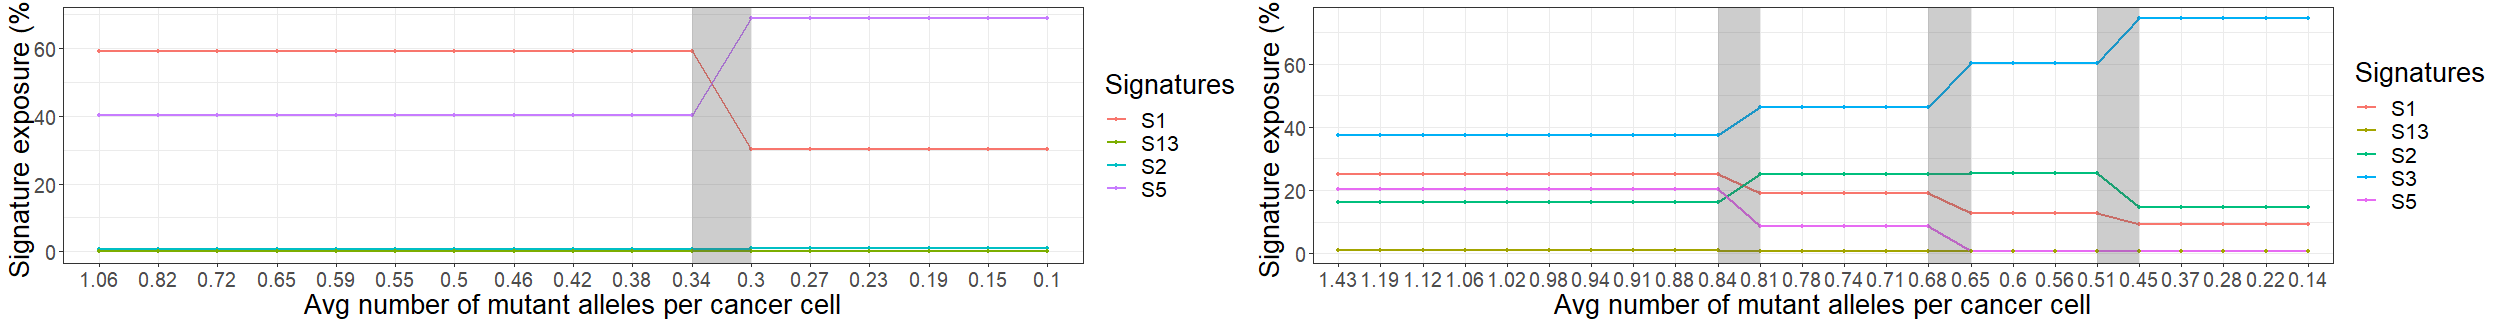 Signature exposure (%
60
40
20
0
1.06 0.82 0.72 0.65 0.59 0.55 0.5 0.46 0.42 0.38 0.34 0.3 0.27 0.23 0.19 0.15 0.1
Avg number of mutant alleles per cancer cell
Signatures
S1
S13
S2
S5
Signature exposure (%
60
40
20
0
1.43 1.19 1.12 1.06 1.02 0.98 0.94 0.91 0.88 0.84 0.81 0.78 0.74 0.71 0.68 0.65 0.6 0.56 0.51 0.45 0.37 0.28 0.22 0.14
Avg number of mutant alleles per cancer cell
Signatures
S1
S13
S2
S3
S5